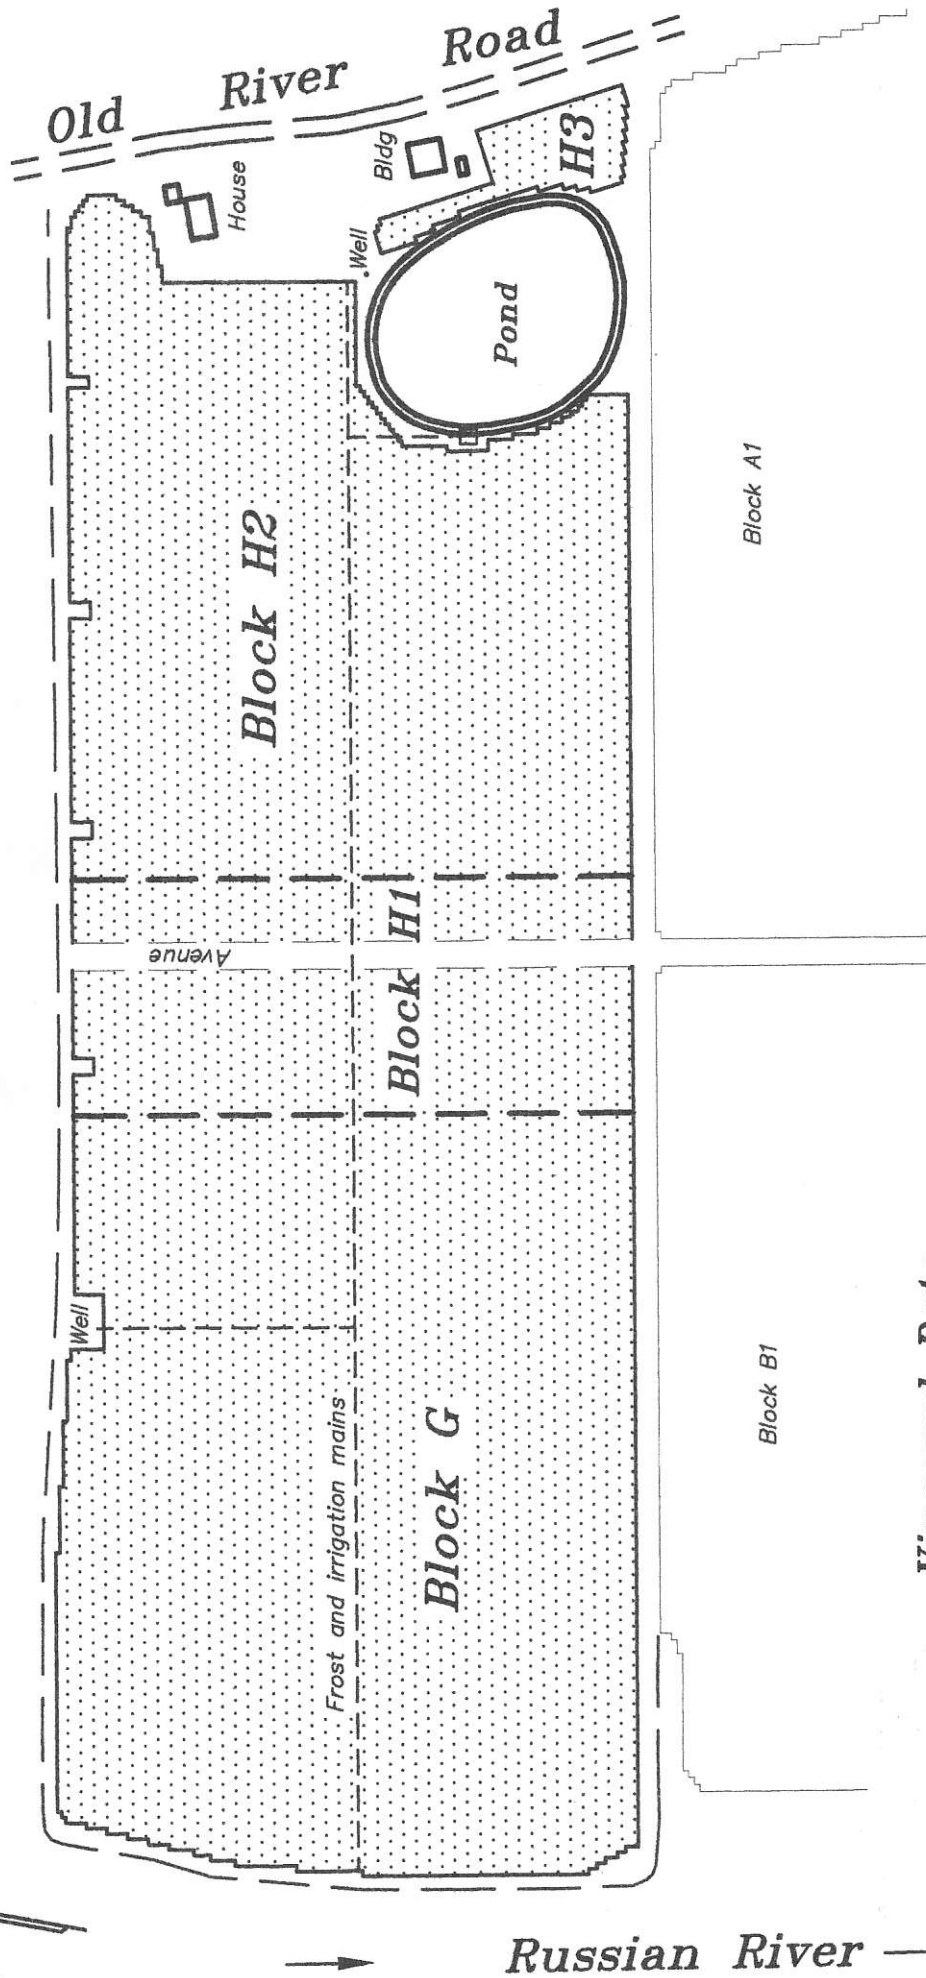 Old River Road
House
Bldg
H3
Well
Pond
Block H2
Block A1
Block H1
Avenue
Well
Frost and irrigation mains
Block G
Block B1
Russian River